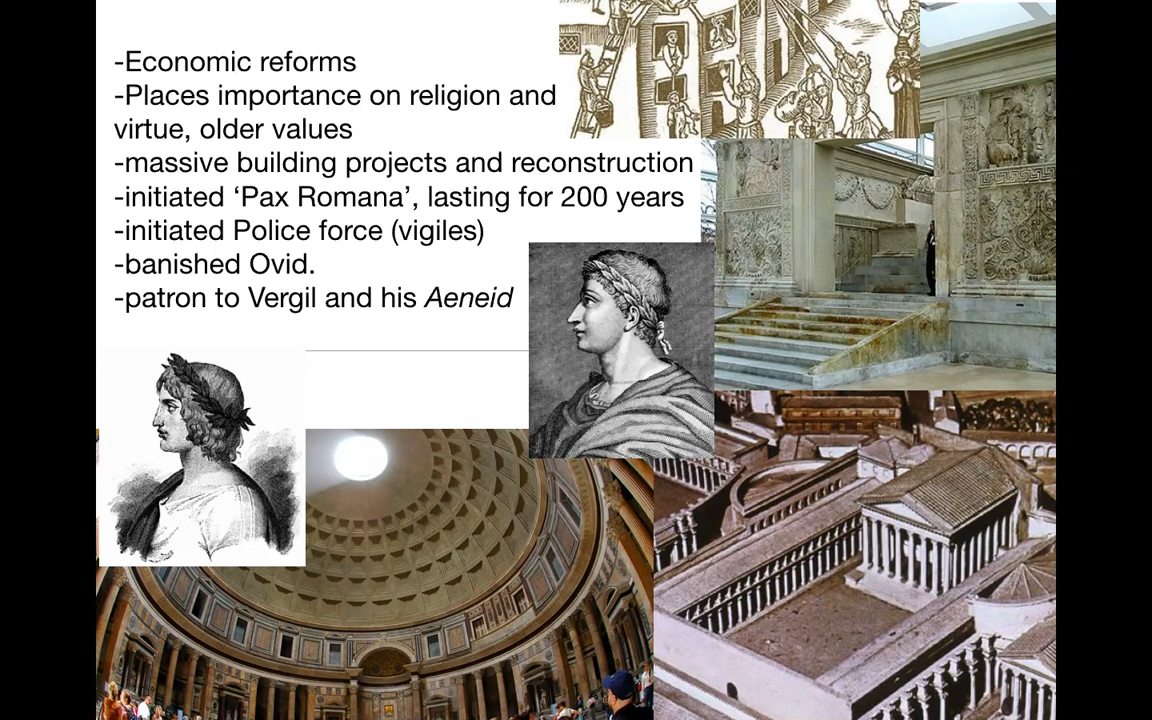 -Economic reforms
-Places importance on religion and
virtue, older values
-massive building projects and reconstruction
-initiated ‘Pax Romana’, lasting for 200 years
-initiated Police force (vigiles)
-banished Ovid.
-patron to Vergil and his Aeneid